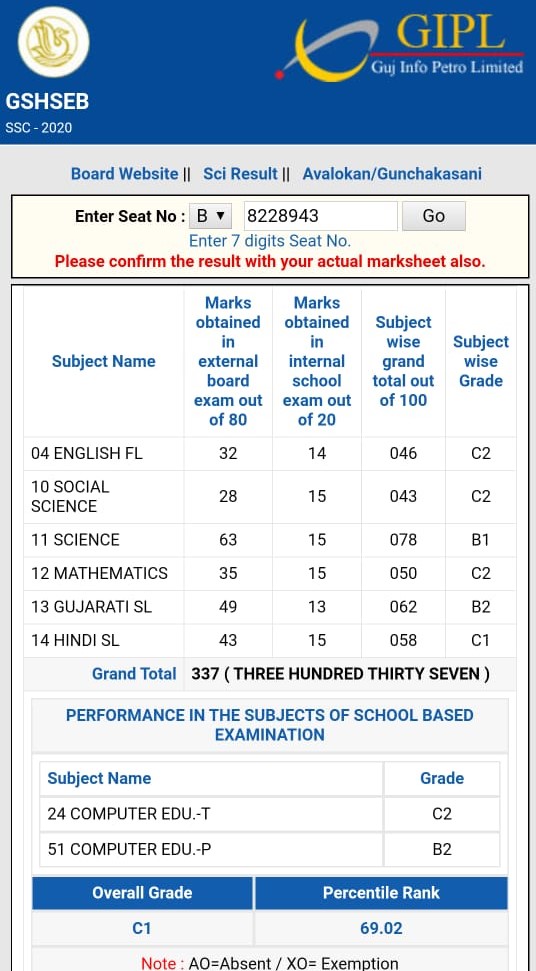 GIPL
Guj Info Petro Limited
GSHSEB
SSC - 2020
Board Website || Sci Result || Avalokan/Gunchakasani
Enter Seat No : B ▼ 8228943 Go
Enter 7 digits Seat No.
Please confirm the result with your actual marksheet also.
Subject Name
Marks
obtained
in
external
board
exam out
of 80
Marks
obtained
in
internal
school
exam out
of 20
Subject
wise
grand
total out
of 100
Subject
wise
Grade
04 ENGLISH FL 32 14 046 C2
10 SOCIAL
SCIENCE 28 15 043 C2
11 SCIENCE 63 15 078 B1
12 MATHEMATICS 35 15 050 C2
13 GUJARATI SL 49 13 062 B2
14 HINDI SL 43 15 058 C1
Grand Total 337 ( THREE HUNDRED THIRTY SEVEN )
PERFORMANCE IN THE SUBJECTS OF SCHOOL BASED
EXAMINATION
Subject Name Grade
24 COMPUTER EDU.-T C2
51 COMPUTER EDU.-P B2
Overall Grade Percentile Rank
C1 69.02
Note : AO=Absent / XO= Exemption